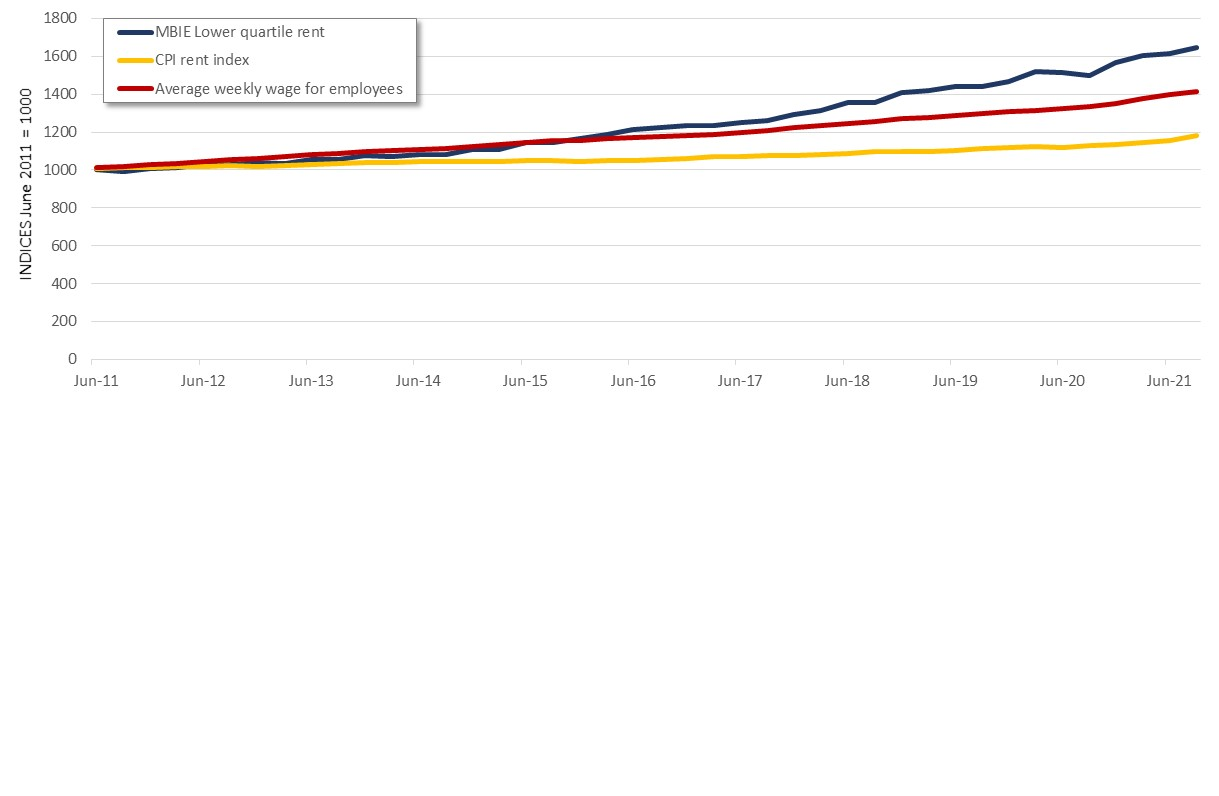 1800
1600
1400
1200
1000
800
600
400
200
0
INDICES June 2011 = 1000
MBIE Lower quartile rent
CPI rent index
Average weekly wage for employees
Jun-11 Jun-12 Jun-13 Jun-14 Jun-15 Jun-16 Jun-17 Jun-18 Jun-19 Jun-20 Jun-21